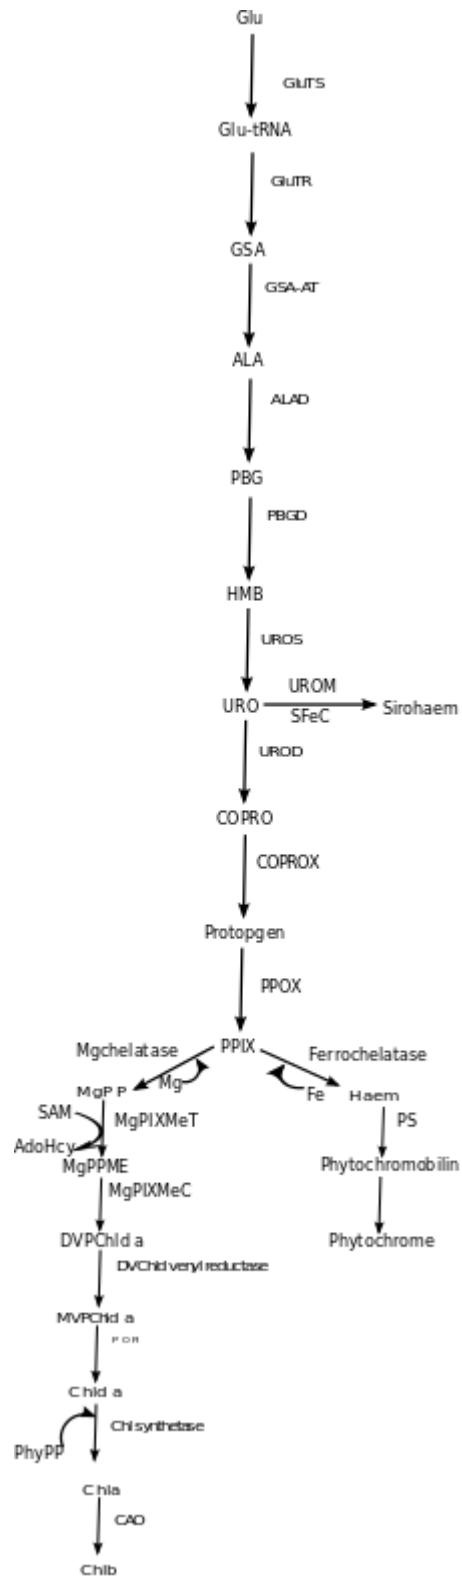 Glu
GluTS
Glu-tRNA
GluTR
GSA
GSA-AT
ALA
ALAD
PBG
PBGD
HMB
UROS
URO
UROM
SFeC
Sirohaem
UROD
COPRO
COPROX
Protopgen
PPOX
PPIX
Mgchelatase
Ferrochelatase
Mg
Fe
MgPP
Haem
SAM
MgPIXMeT
PS
AdoHcy
MgPPME
Phytochromobilin
MgPIXMeC
DVPChld a
Phytochrome
DVChld venyl reductase
MVPChld a
POR
Chld a
Chl synthetase
PhyPP
Chla
CAO
Chlb